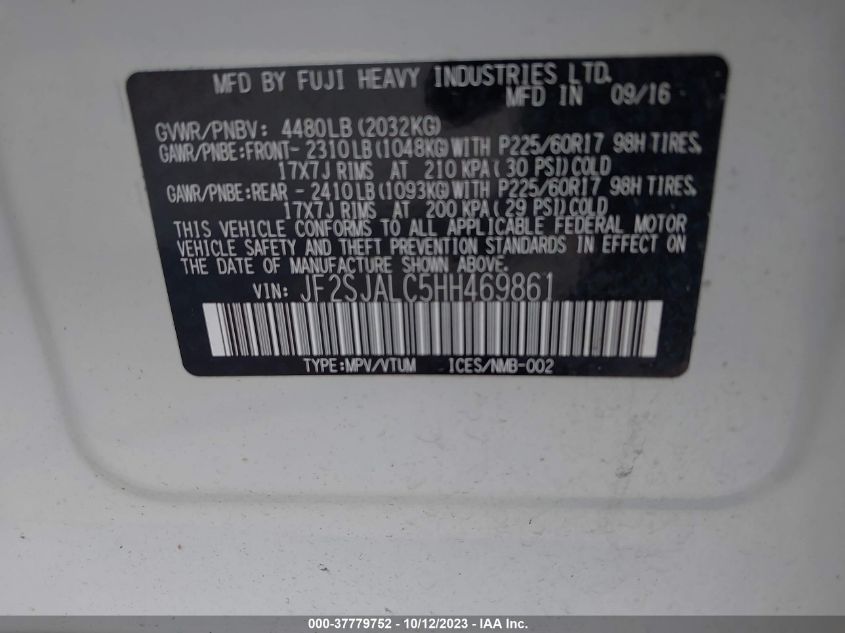 MFD BY FUJI HEAVY INDUSTRIES LTD.
MFD IN 09/16
GVWR/PNBV: 4480LB(2032KG)
GAWR/PNBE:FRONT- 2310LB(1048KG)WITH P225/60R17 98H TIRES,
17X7J RIMS AT 210 KPA( 30 PSI)COLD
GAWR/PNBE:REAR - 2410LB(1093KG)WITH P225/60R17 98H TIRES,
17X7J RIMS AT 200 KPA( 29 PSI)COLD
THIS VEHICLE CONFORMS TO ALL APPLICABLE FEDERAL MOTOR
VEHICLE SAFETY AND THEFT PREVENTION STANDARDS IN EFFECT ON
THE DATE OF MANUFACTURE SHOWN ABOVE.
VIN: JF2SJALC5HH469861
TYPE:MPV/VTUM ICES/NMB-002
000-37779752 - 10/12/2023 - IAA Inc.